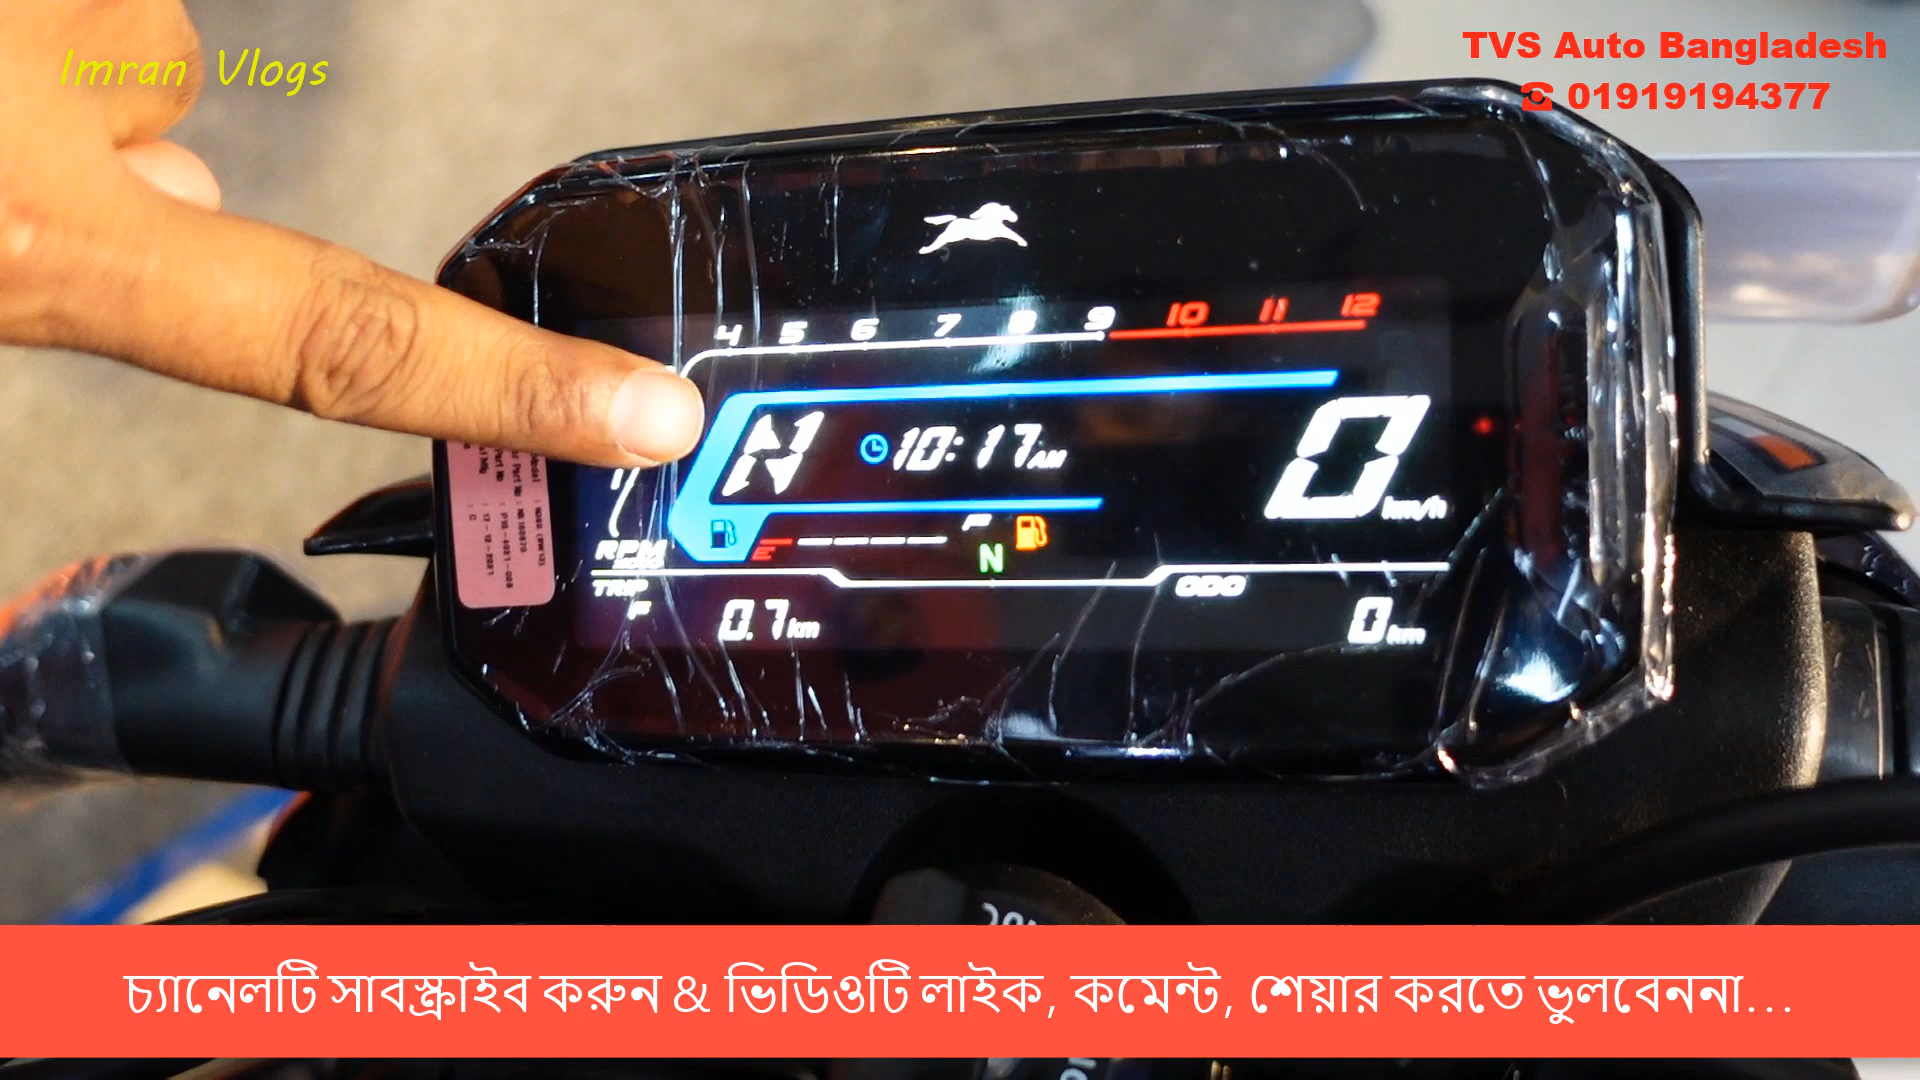 Imran Vlogs
TVS Auto Bangladesh
☎ 01919194377
4 5 6 7 8 9 10 11 12
N 10:17 AM 0 km/h
E F
N
RPM
TRIP ODO
F 0.7 km 0 km
চ্যানেলটি সাবস্ক্রাইব করুন & ভিডিওটি লাইক, কমেন্ট, শেয়ার করতে ভুলবেননা...